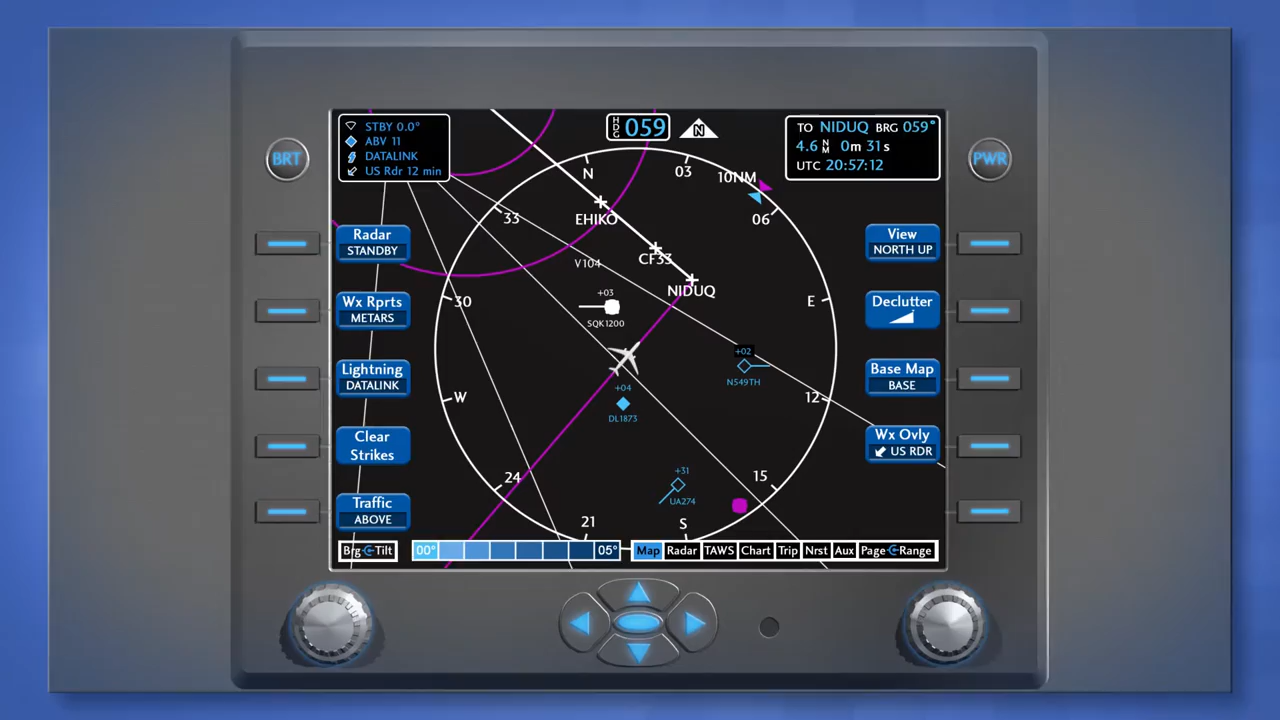 BRT
PWR
STBY 0.0°
ABV 11
DATALINK
US Rdr 12 min
HDG 059
N
TO NIDUQ BRG 059°
4.6 NM 0m 31s
UTC 20:57:12
N
03
10NM
06
E
12
15
S
21
24
W
30
33
EHIKO
CF33
NIDUQ
V104
+03
SQK1200
+02
N549TH
+04
DL1873
+31
UA274
Radar
STANDBY
Wx Rprts
METARS
Lightning
DATALINK
Clear
Strikes
Traffic
ABOVE
View
NORTH UP
Declutter
Base Map
BASE
Wx Ovly
US RDR
Brg Tilt
00° 05°
Map Radar TAWS Chart Trip Nrst Aux Page Range